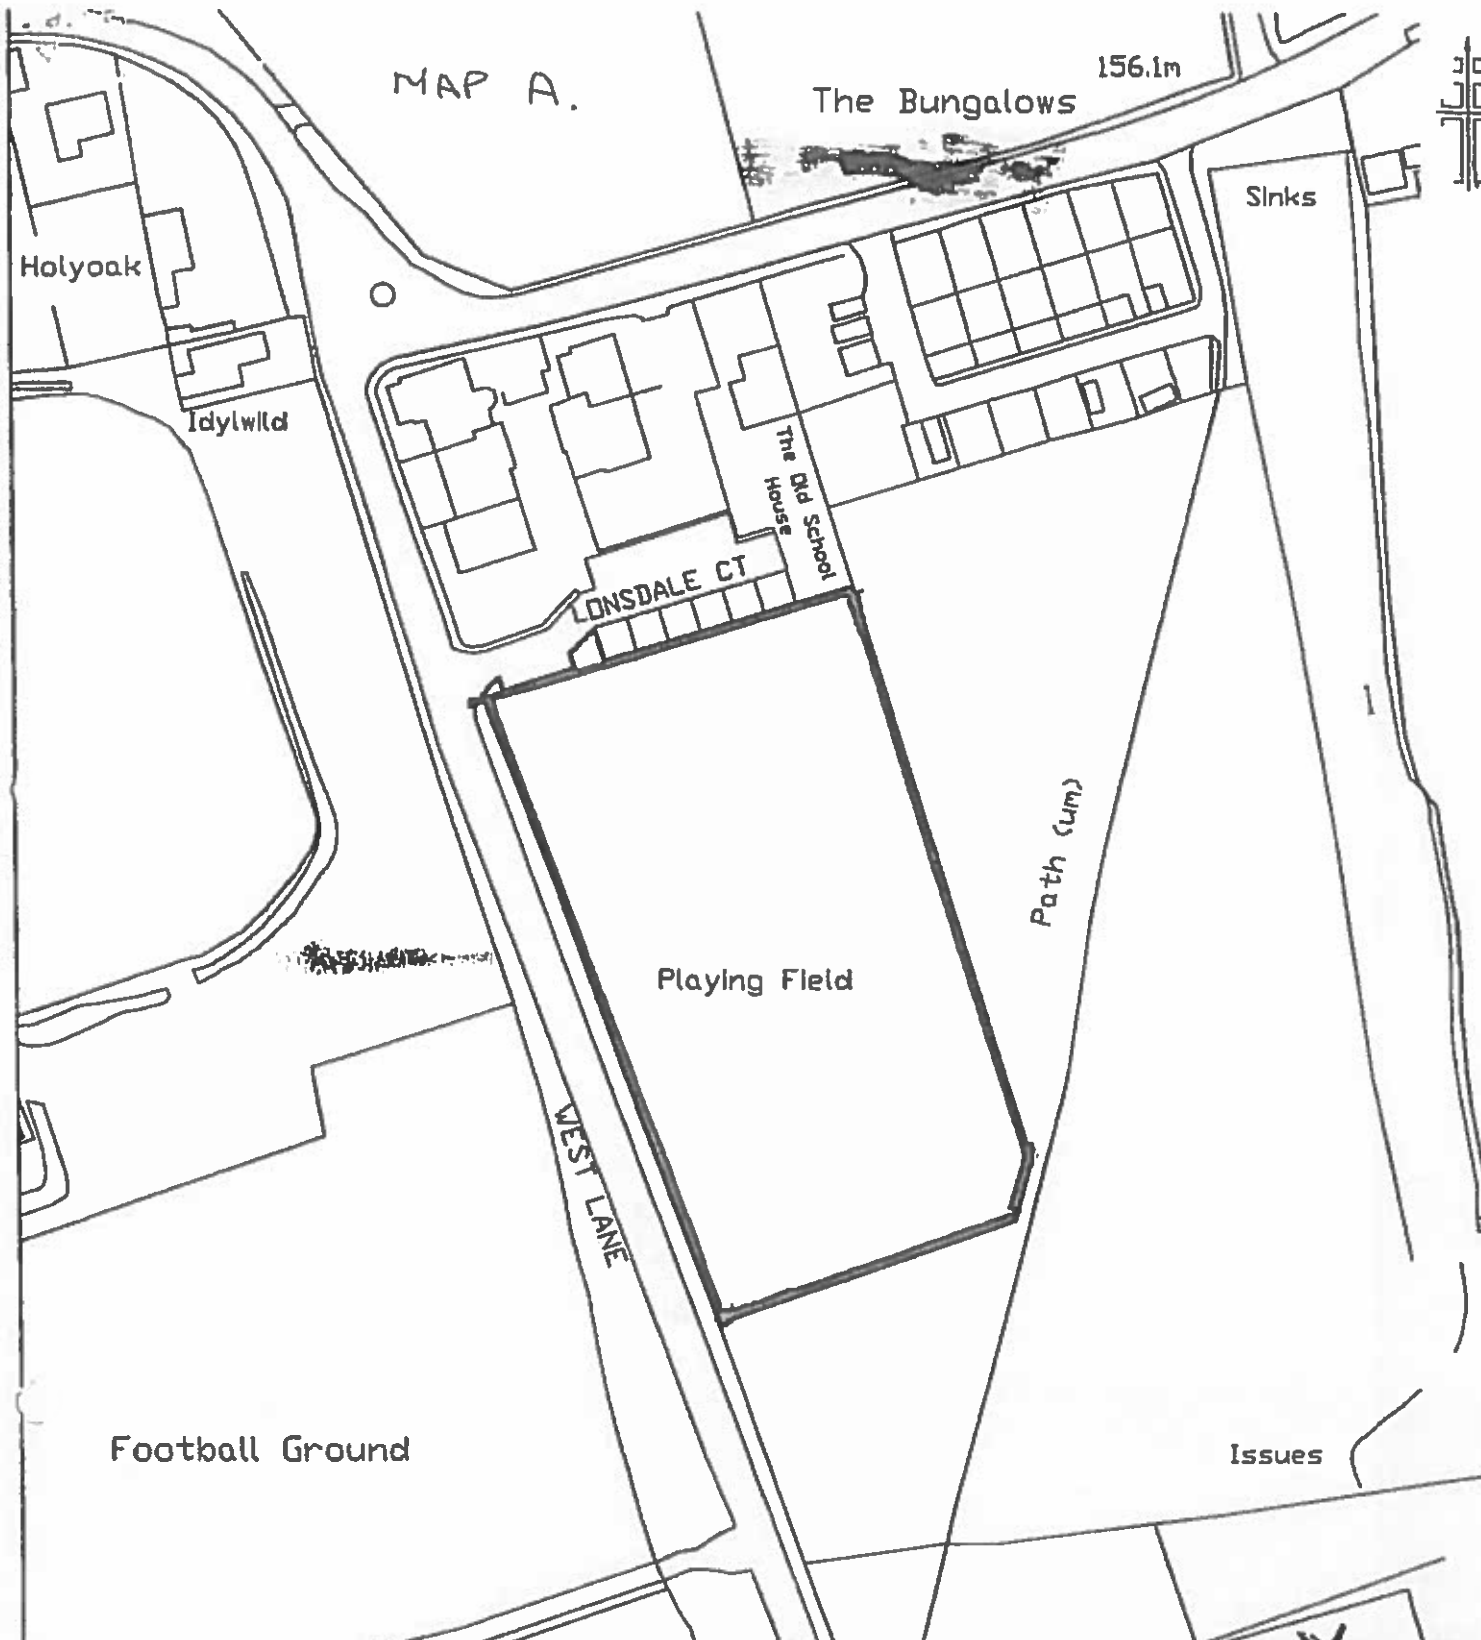 MAP A.
156.1m
The Bungalows
Sinks
Holyoak
Idylwild
The Old School
House
LONSDALE CT
Path (um)
Playing Field
WEST LANE
Football Ground
Issues